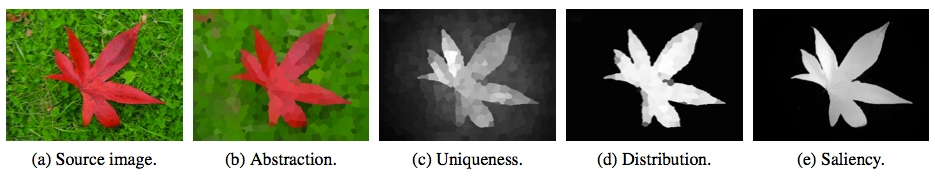 (a) Source image. (b) Abstraction. (c) Uniqueness. (d) Distribution. (e) Saliency.